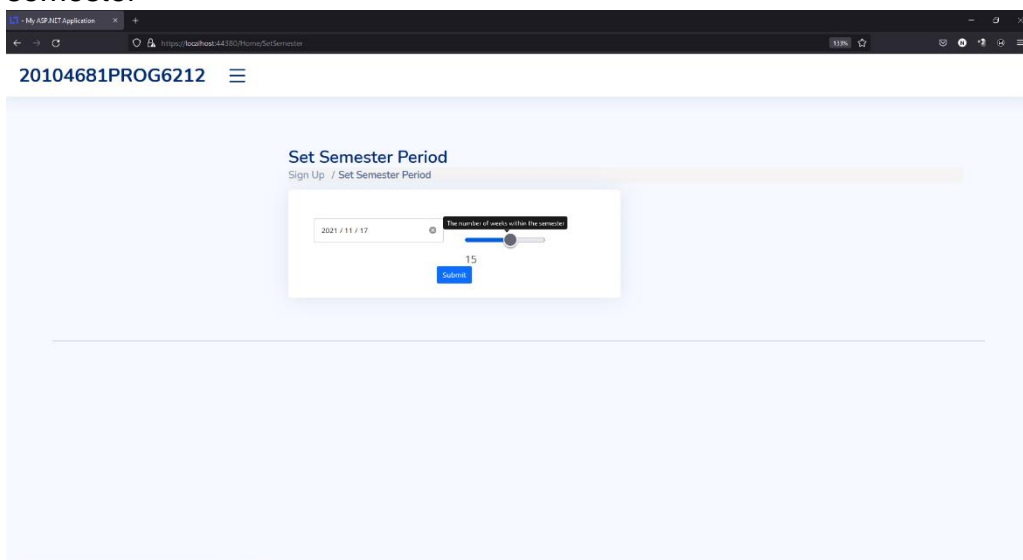 semester
- My ASP.NET Application × +
https://localhost:44380/Home/SetSemester 133%
20104681PROG6212
Set Semester Period
Sign Up / Set Semester Period
2021 / 11 / 17
The number of weeks within the semester
15
Submit